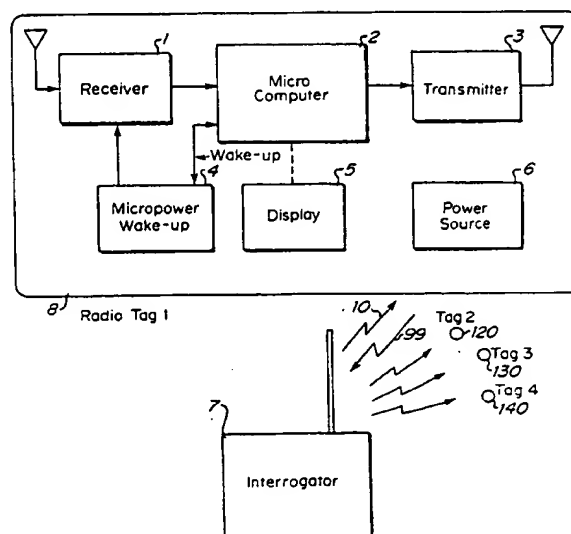 1
2
3
Receiver
Micro
Computer
Transmitter
Wake-up
4
5
6
Micropower
Wake-up
Display
Power
Source
8
Radio Tag 1
10
99
Tag 2
120
Tag 3
130
Tag 4
140
7
Interrogator